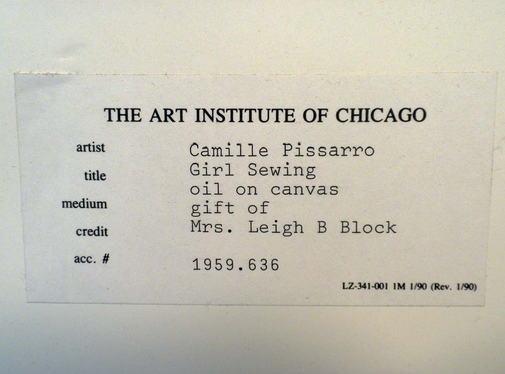 THE ART INSTITUTE OF CHICAGO
artist Camille Pissarro
title Girl Sewing
medium oil on canvas
credit gift of
Mrs. Leigh B Block
acc. # 1959.636
LZ-341-001 1M 1/90 (Rev. 1/90)